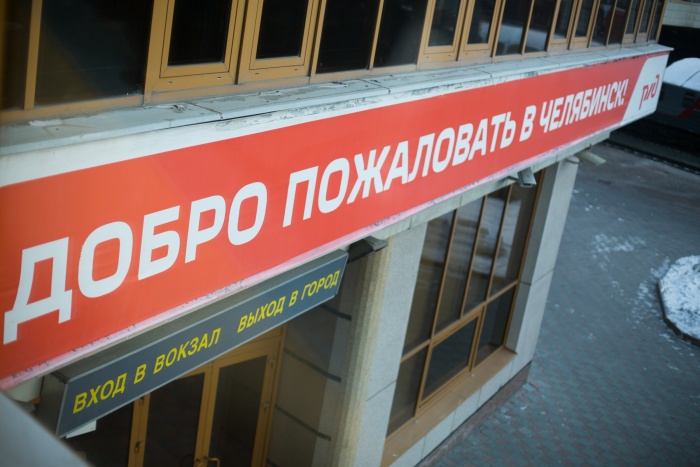 ДОБРО ПОЖАЛОВАТЬ В ЧЕЛЯБИНСК!
ржд
ВХОД В ВОКЗАЛ ВЫХОД В ГОРОД